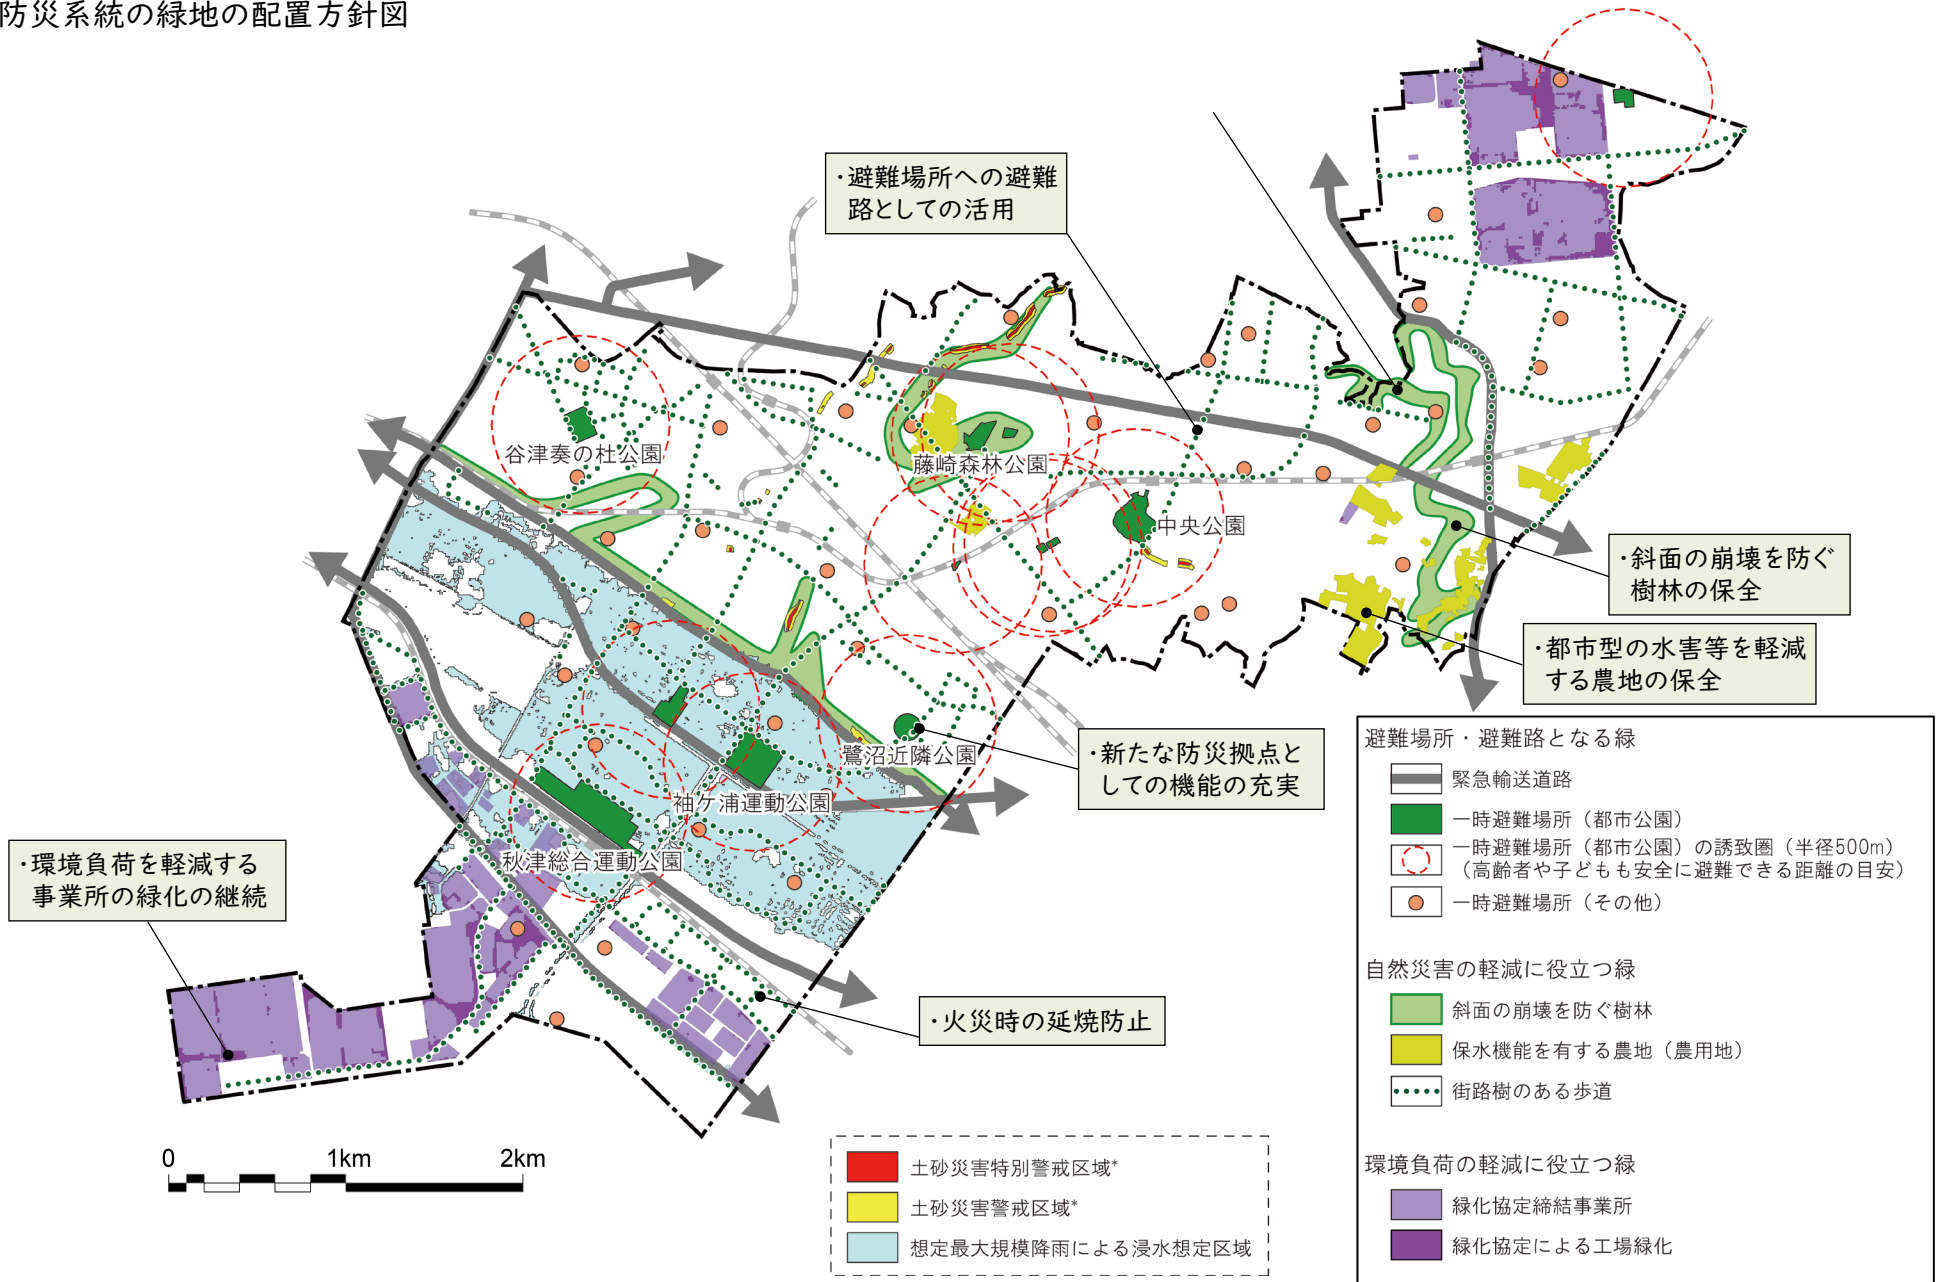 防災系統の緑地の配置方針図
・避難場所への避難
路としての活用
谷津奏の杜公園
藤崎森林公園
中央公園
・斜面の崩壊を防ぐ
樹林の保全
・都市型の水害等を軽減
する農地の保全
鷺沼近隣公園
・新たな防災拠点と
しての機能の充実
袖ケ浦運動公園
秋津総合運動公園
・環境負荷を軽減する
事業所の緑化の継続
・火災時の延焼防止
0 1km 2km
土砂災害特別警戒区域*
土砂災害警戒区域*
想定最大規模降雨による浸水想定区域
避難場所・避難路となる緑
緊急輸送道路
一時避難場所（都市公園）
一時避難場所（都市公園）の誘致圏（半径500m）
（高齢者や子どもも安全に避難できる距離の目安）
一時避難場所（その他）
自然災害の軽減に役立つ緑
斜面の崩壊を防ぐ樹林
保水機能を有する農地（農用地）
街路樹のある歩道
環境負荷の軽減に役立つ緑
緑化協定締結事業所
緑化協定による工場緑化